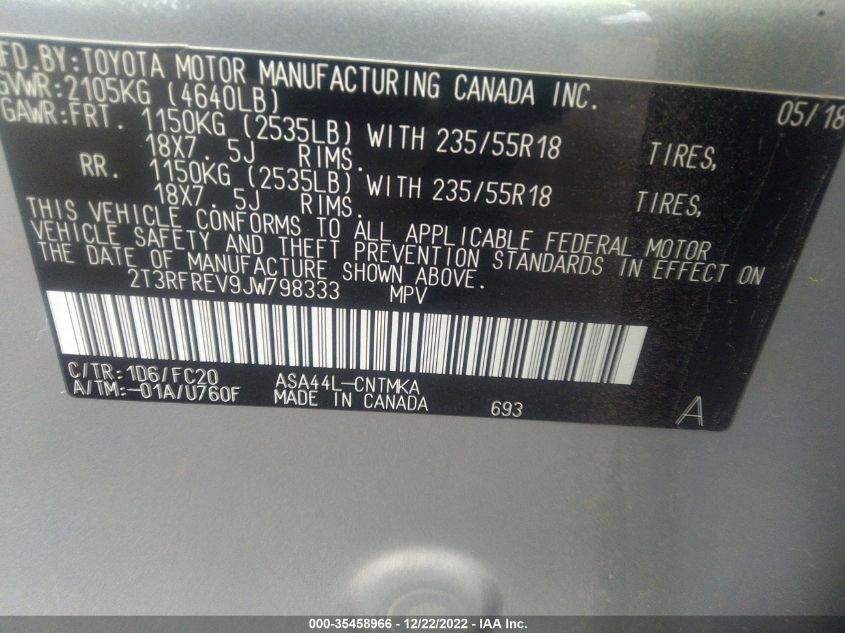 MFD.BY:TOYOTA MOTOR MANUFACTURING CANADA INC.
GVWR:2105KG (4640LB) 05/18
GAWR:FRT. 1150KG (2535LB) WITH 235/55R18 TIRES,
18X7.5J RIMS.
RR. 1150KG (2535LB) WITH 235/55R18 TIRES,
18X7.5J RIMS.
THIS VEHICLE CONFORMS TO ALL APPLICABLE FEDERAL MOTOR
VEHICLE SAFETY AND THEFT PREVENTION STANDARDS IN EFFECT ON
THE DATE OF MANUFACTURE SHOWN ABOVE.
2T3RFREV9JW798333 MPV
C/TR:1D6/FC20 ASA44L-CNTMKA
A/TM:-01A/U760F MADE IN CANADA 693 A
000-35458966 - 12/22/2022 - IAA Inc.